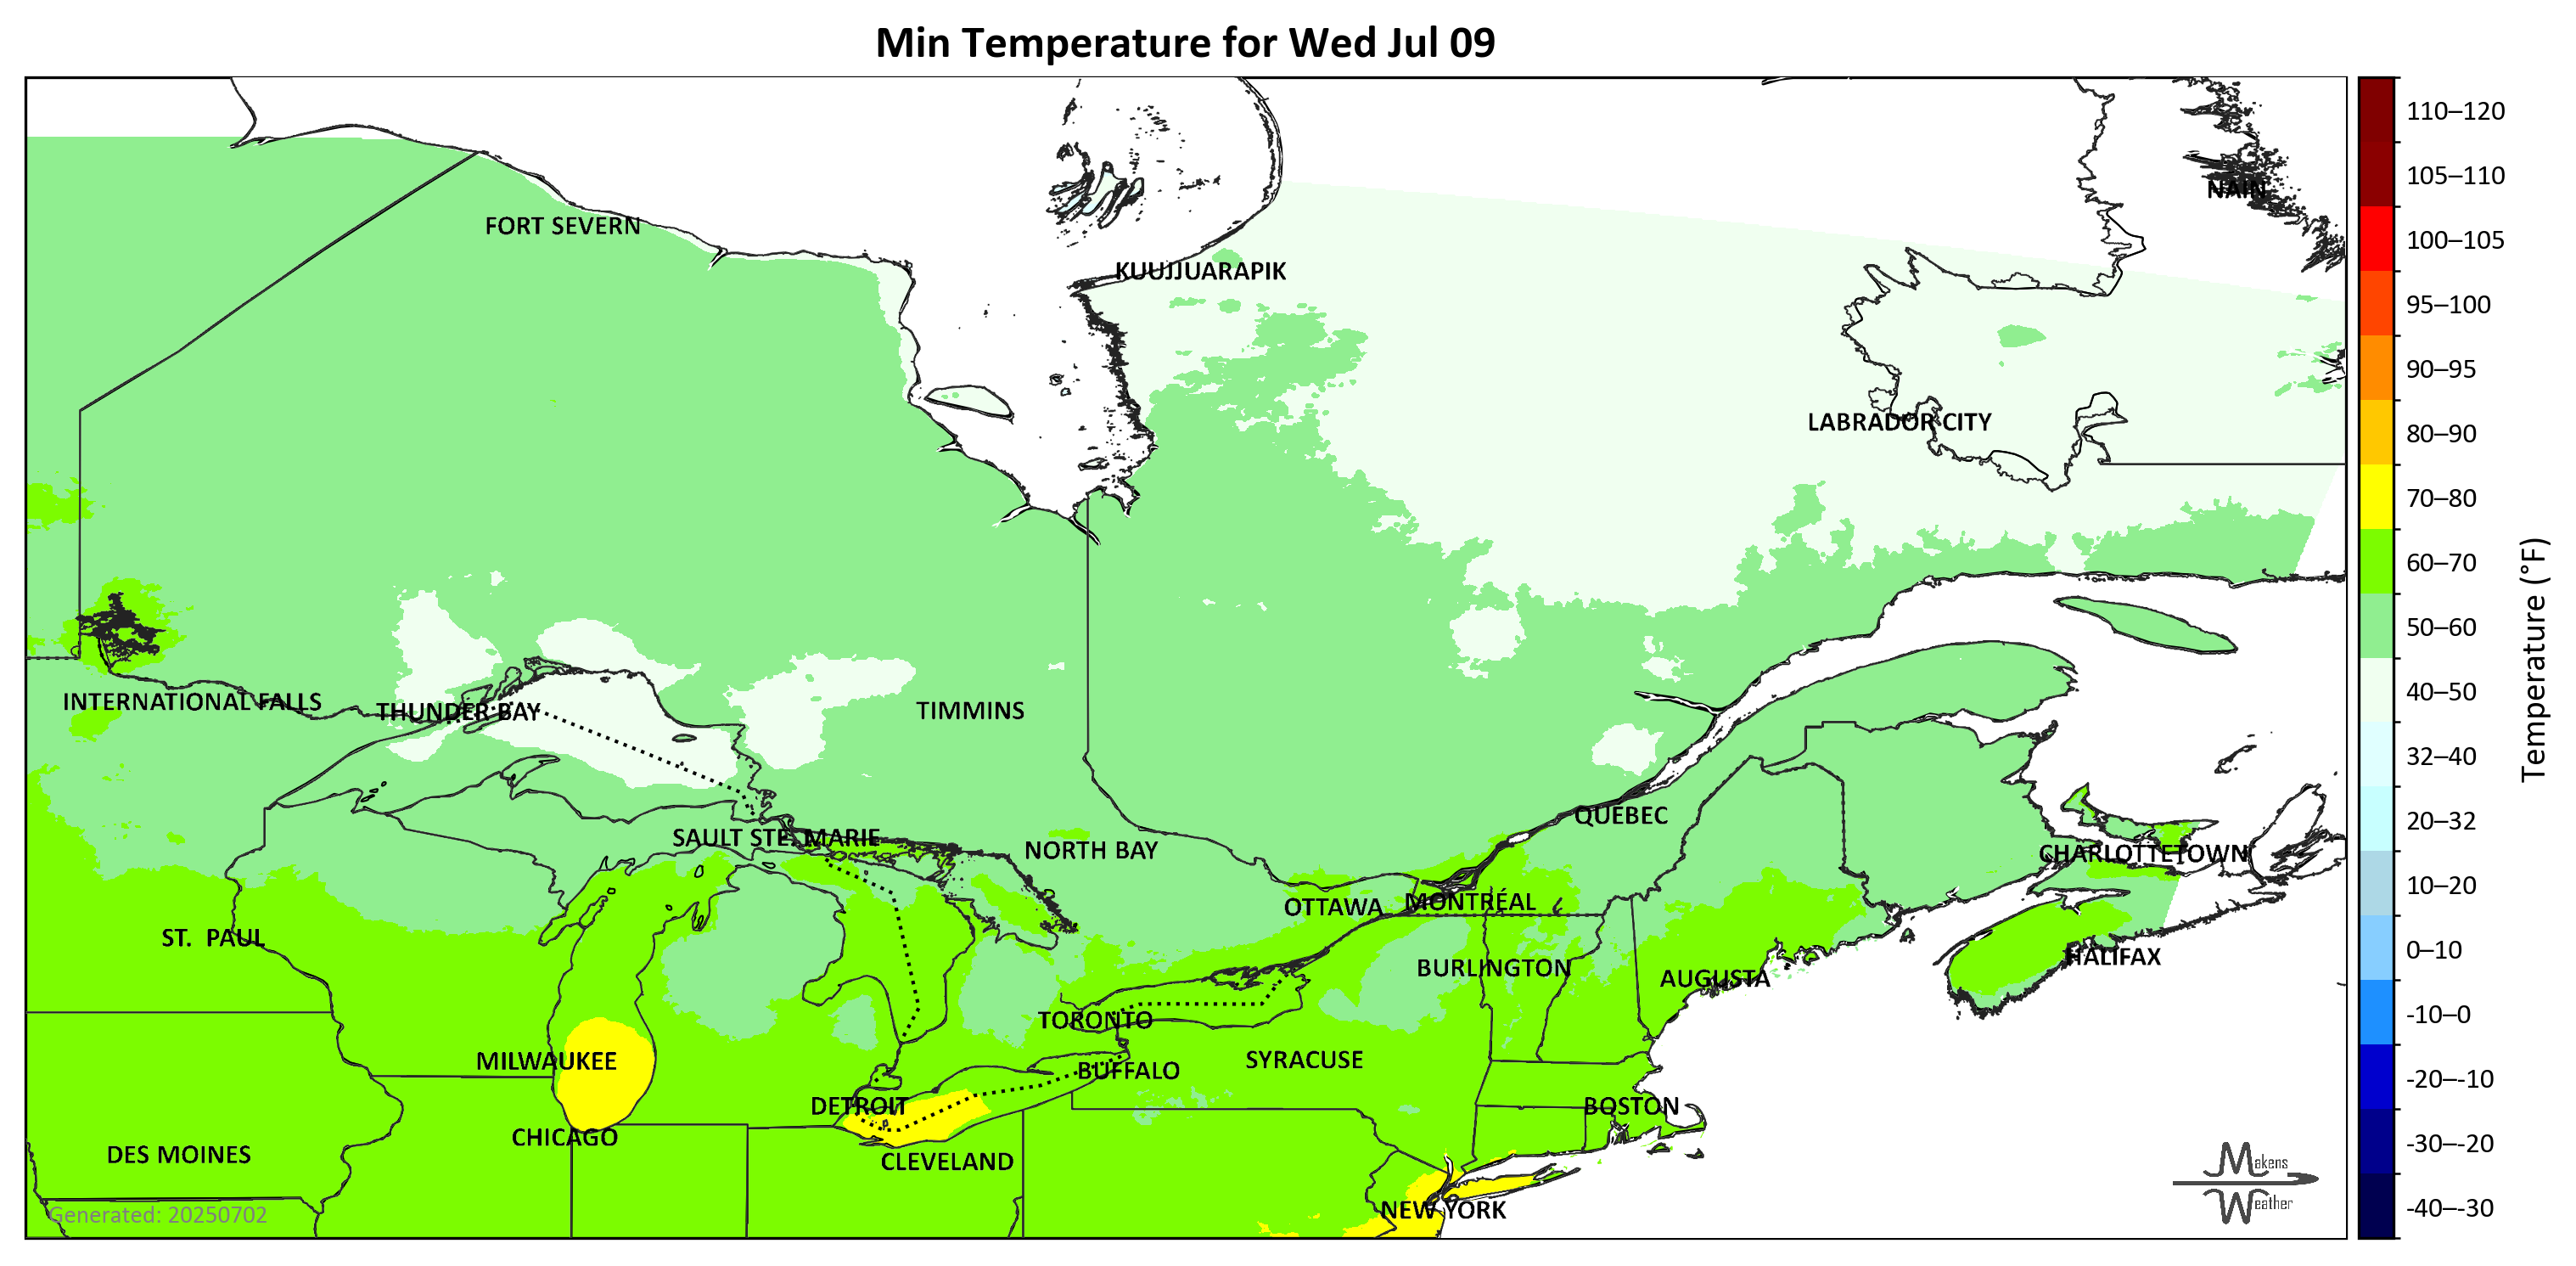 Min Temperature for Wed Jul 09
110–120
105–110
100–105
95–100
90–95
80–90
70–80
60–70
50–60
40–50
32–40
20–32
10–20
0–10
-10–0
-20–-10
-30–-20
-40–-30
Temperature (°F)
NAIN
FORT SEVERN
KUUJJUARAPIK
LABRADOR CITY
INTERNATIONAL FALLS
THUNDER BAY
TIMMINS
SAULT STE. MARIE
NORTH BAY
QUEBEC
CHARLOTTETOWN
OTTAWA
MONTRÉAL
ST. PAUL
BURLINGTON
AUGUSTA
HALIFAX
TORONTO
MILWAUKEE
BUFFALO
SYRACUSE
DETROIT
BOSTON
CHICAGO
DES MOINES
CLEVELAND
NEW YORK
Makens
Weather
Generated: 20250702